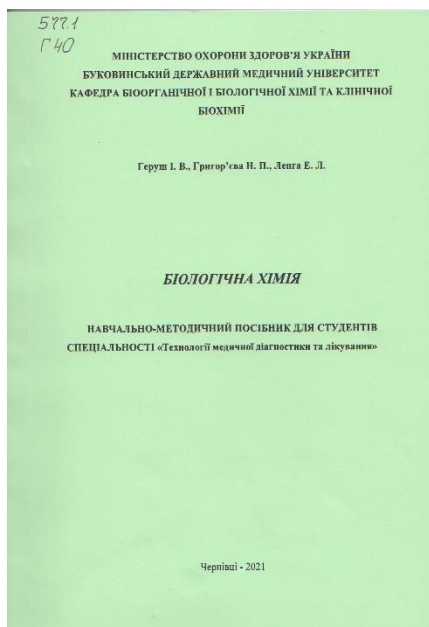 577.1
Г 40
МІНІСТЕРСТВО ОХОРОНИ ЗДОРОВ'Я УКРАЇНИ
БУКОВИНСЬКИЙ ДЕРЖАВНИЙ МЕДИЧНИЙ УНІВЕРСИТЕТ
КАФЕДРА БІООРГАНІЧНОЇ І БІОЛОГІЧНОЇ ХІМІЇ ТА КЛІНІЧНОЇ
БІОХІМІЇ
Геруш І. В., Григор'єва Н. П., Ленга Е. Л.
БІОЛОГІЧНА ХІМІЯ
НАВЧАЛЬНО-МЕТОДИЧНИЙ ПОСІБНИК ДЛЯ СТУДЕНТІВ
СПЕЦІАЛЬНОСТІ «Технології медичної діагностики та лікування»
Чернівці - 2021